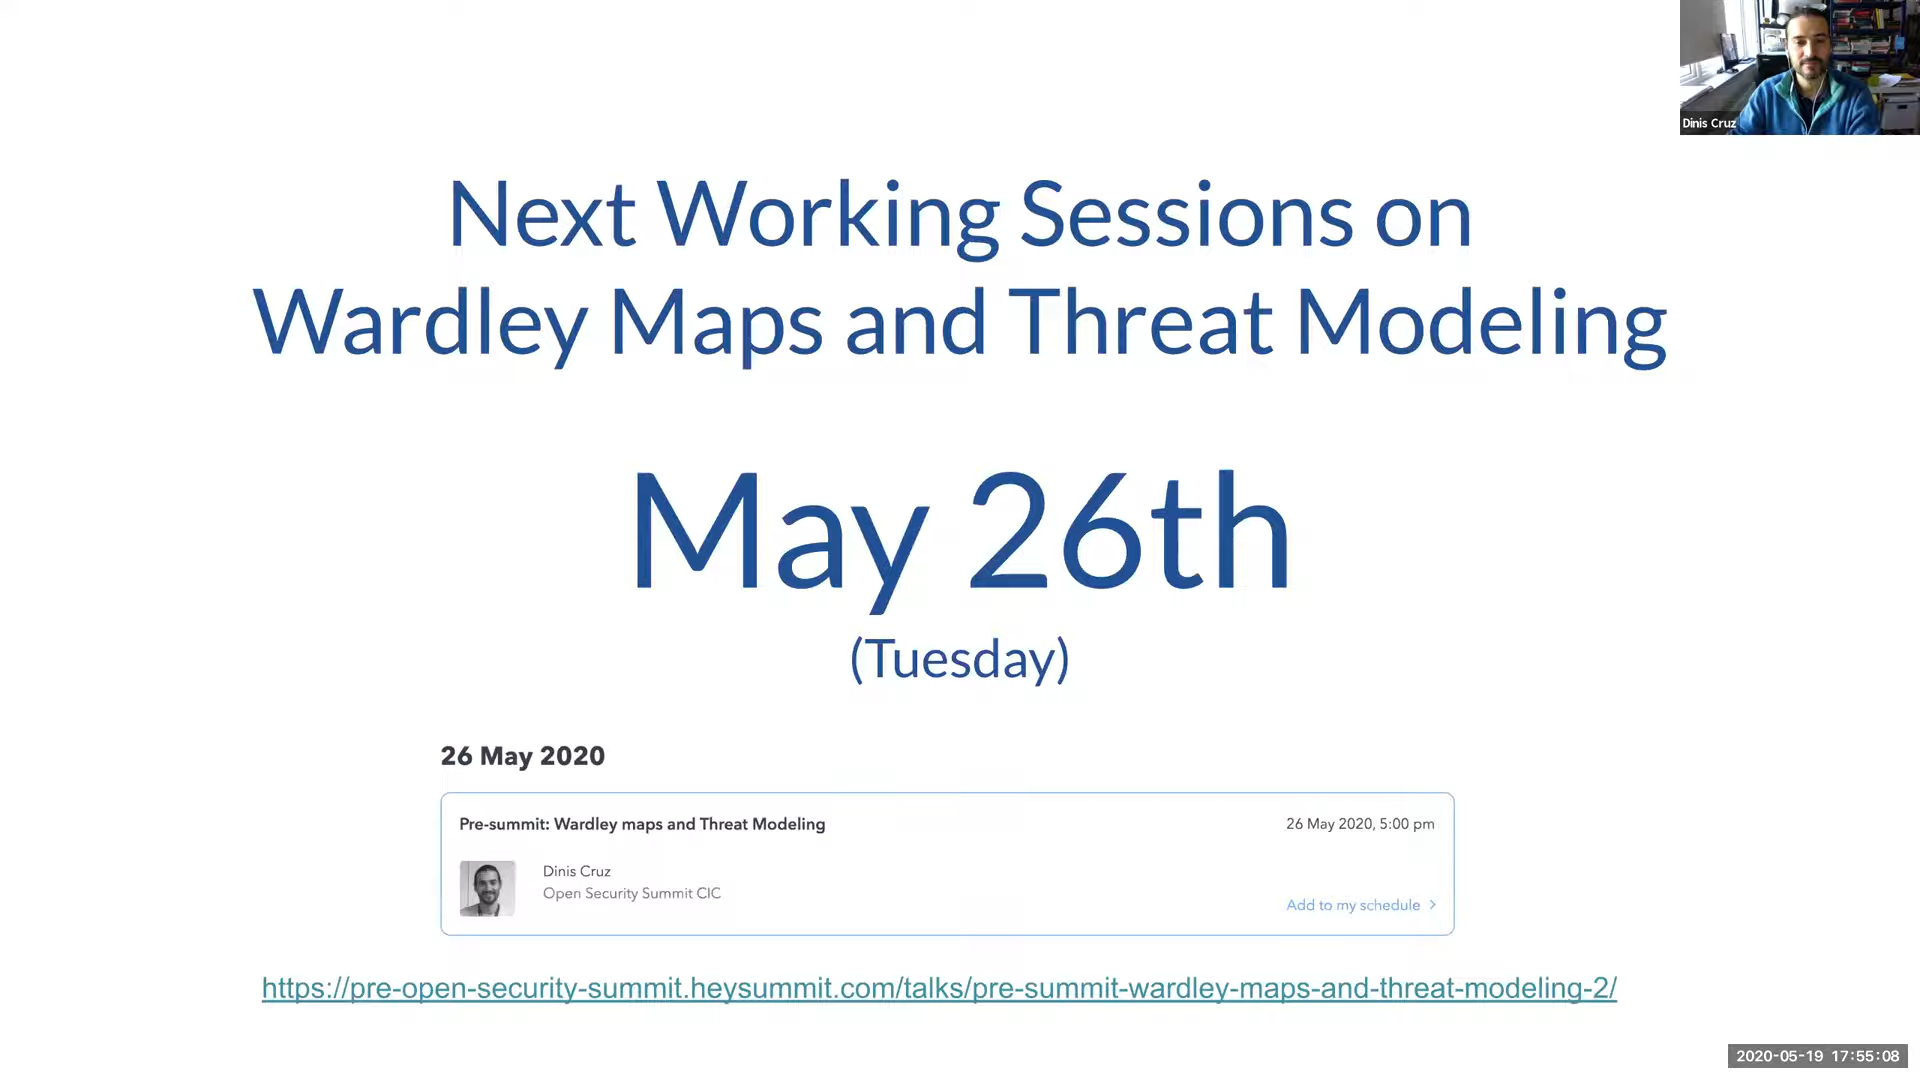 Dinis Cruz
Next Working Sessions on
Wardley Maps and Threat Modeling
May 26th
(Tuesday)
26 May 2020
Pre-summit: Wardley maps and Threat Modeling
26 May 2020, 5:00 pm
Dinis Cruz
Open Security Summit CIC
Add to my schedule >
https://pre-open-security-summit.heysummit.com/talks/pre-summit-wardley-maps-and-threat-modeling-2/
2020-05-19 17:55:08